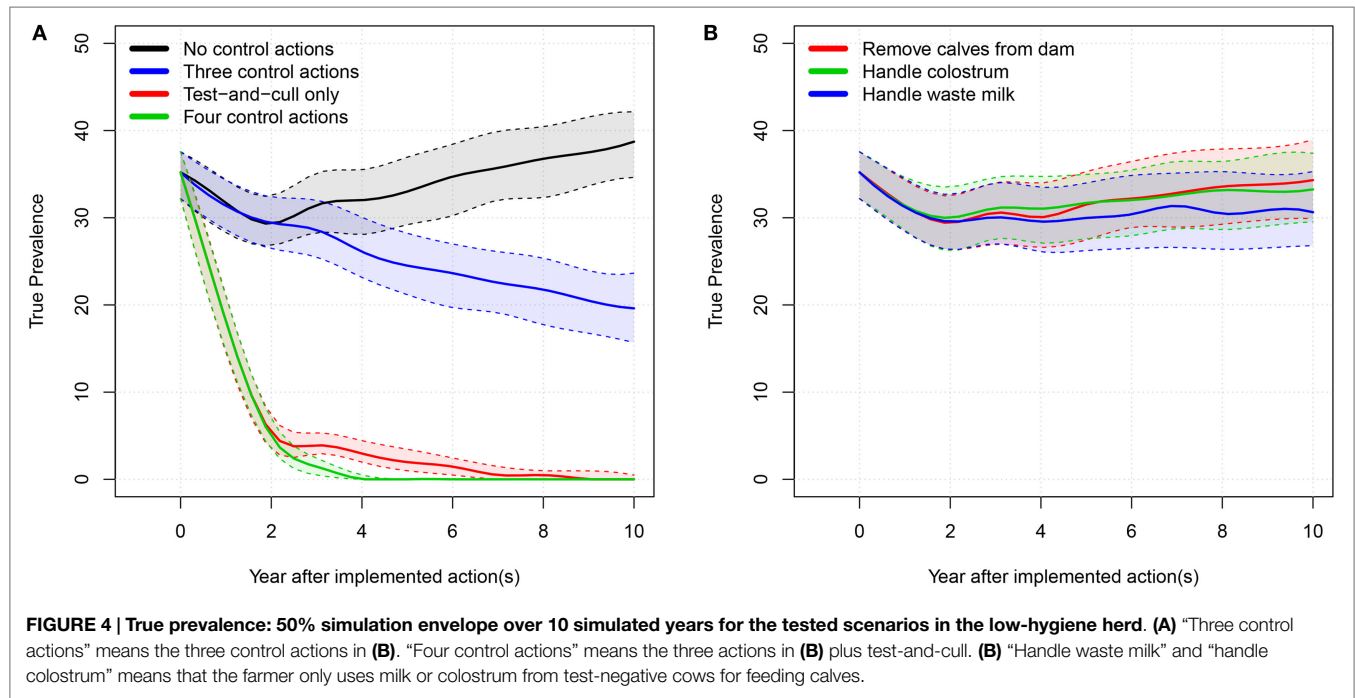 A
No control actions
Three control actions
Test−and−cull only
Four control actions
True Prevalence
50
40
30
20
10
0
0 2 4 6 8 10
Year after implemented action(s)
B
Remove calves from dam
Handle colostrum
Handle waste milk
True Prevalence
50
40
30
20
10
0
0 2 4 6 8 10
Year after implemented action(s)
FIGURE 4 | True prevalence: 50% simulation envelope over 10 simulated years for the tested scenarios in the low-hygiene herd. (A) “Three control
actions” means the three control actions in (B). “Four control actions” means the three actions in (B) plus test-and-cull. (B) “Handle waste milk” and “handle
colostrum” means that the farmer only uses milk or colostrum from test-negative cows for feeding calves.